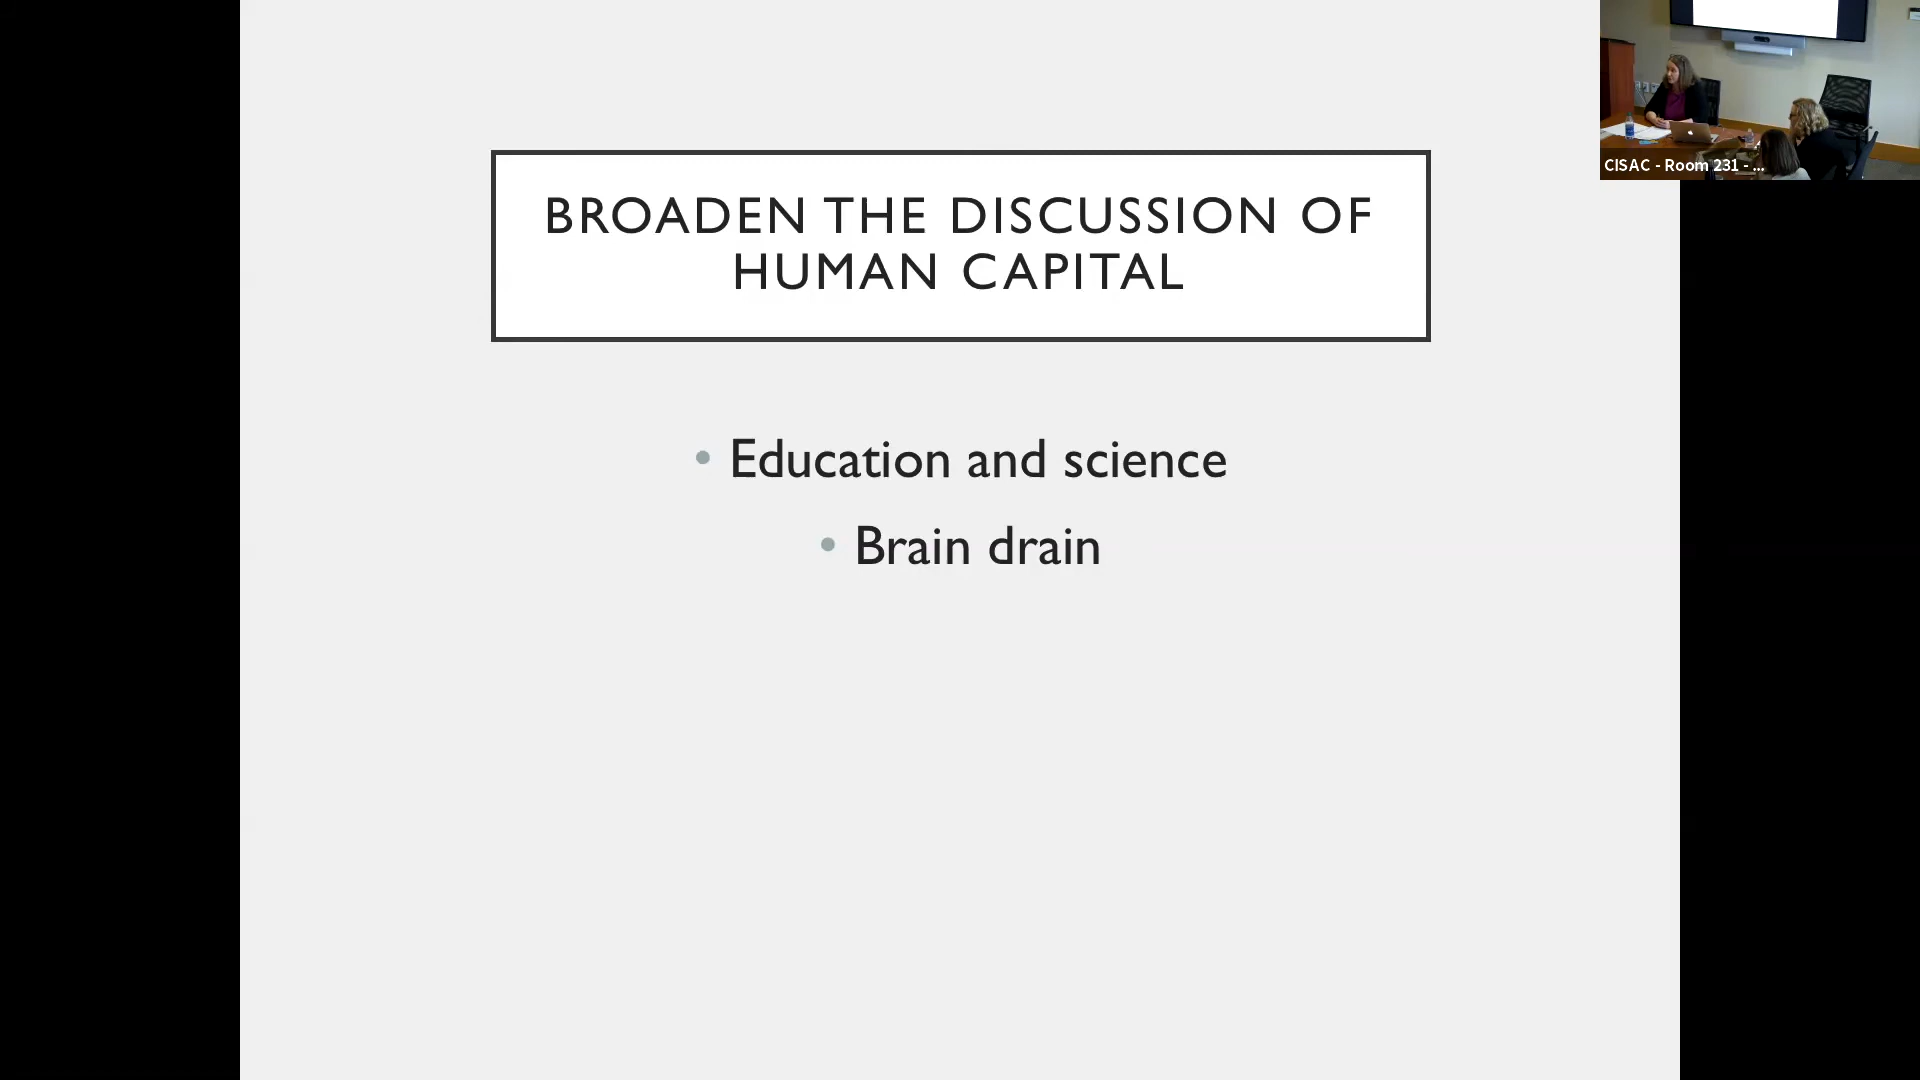 BROADEN THE DISCUSSION OF
HUMAN CAPITAL
• Education and science
• Brain drain
CISAC - Room 231 - ...